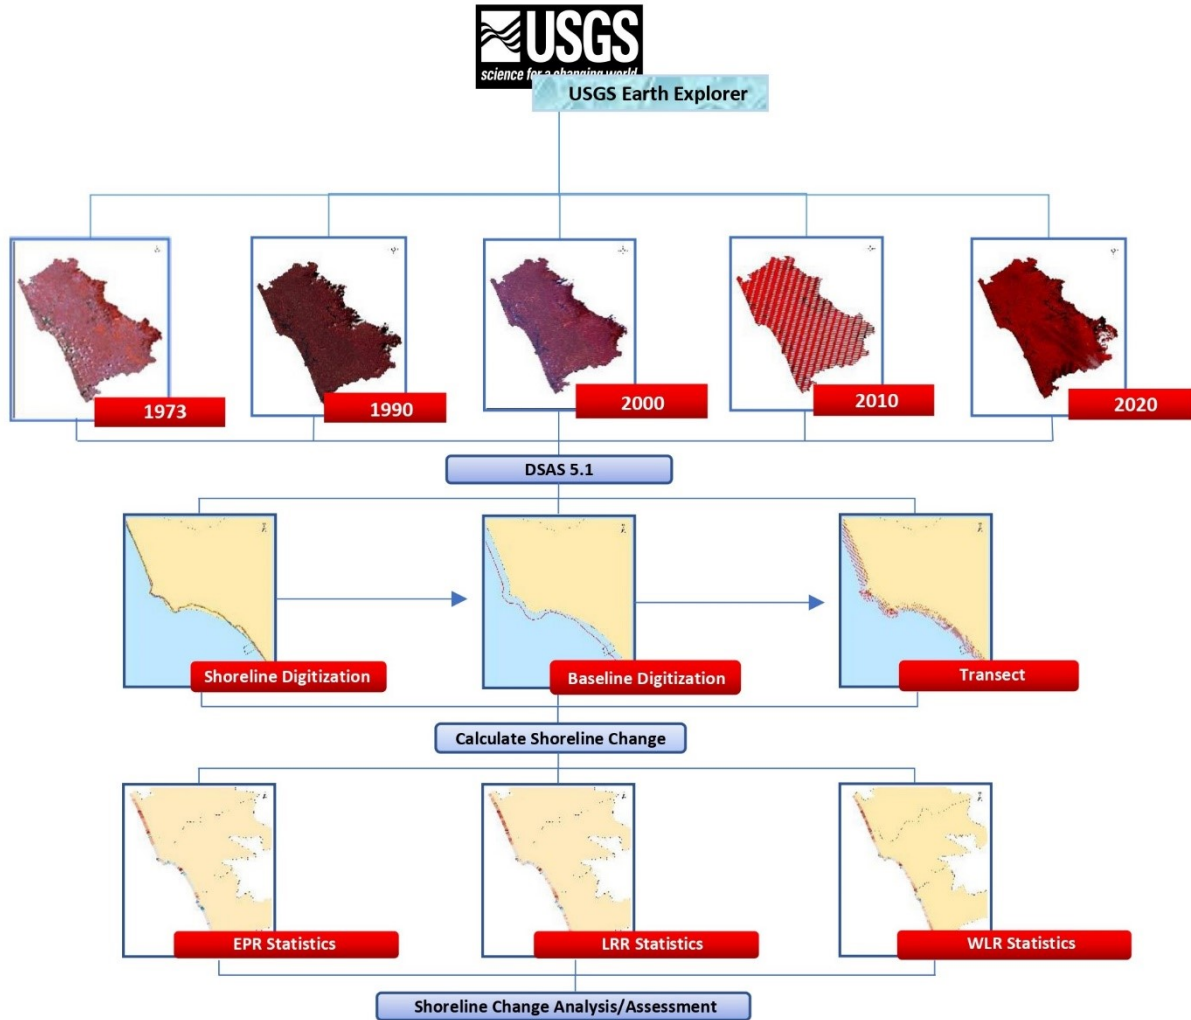 USGS
science for a changing world
USGS Earth Explorer
1973
1990
2000
2010
2020
DSAS 5.1
Shoreline Digitization
Baseline Digitization
Transect
Calculate Shoreline Change
EPR Statistics
LRR Statistics
WLR Statistics
Shoreline Change Analysis/Assessment